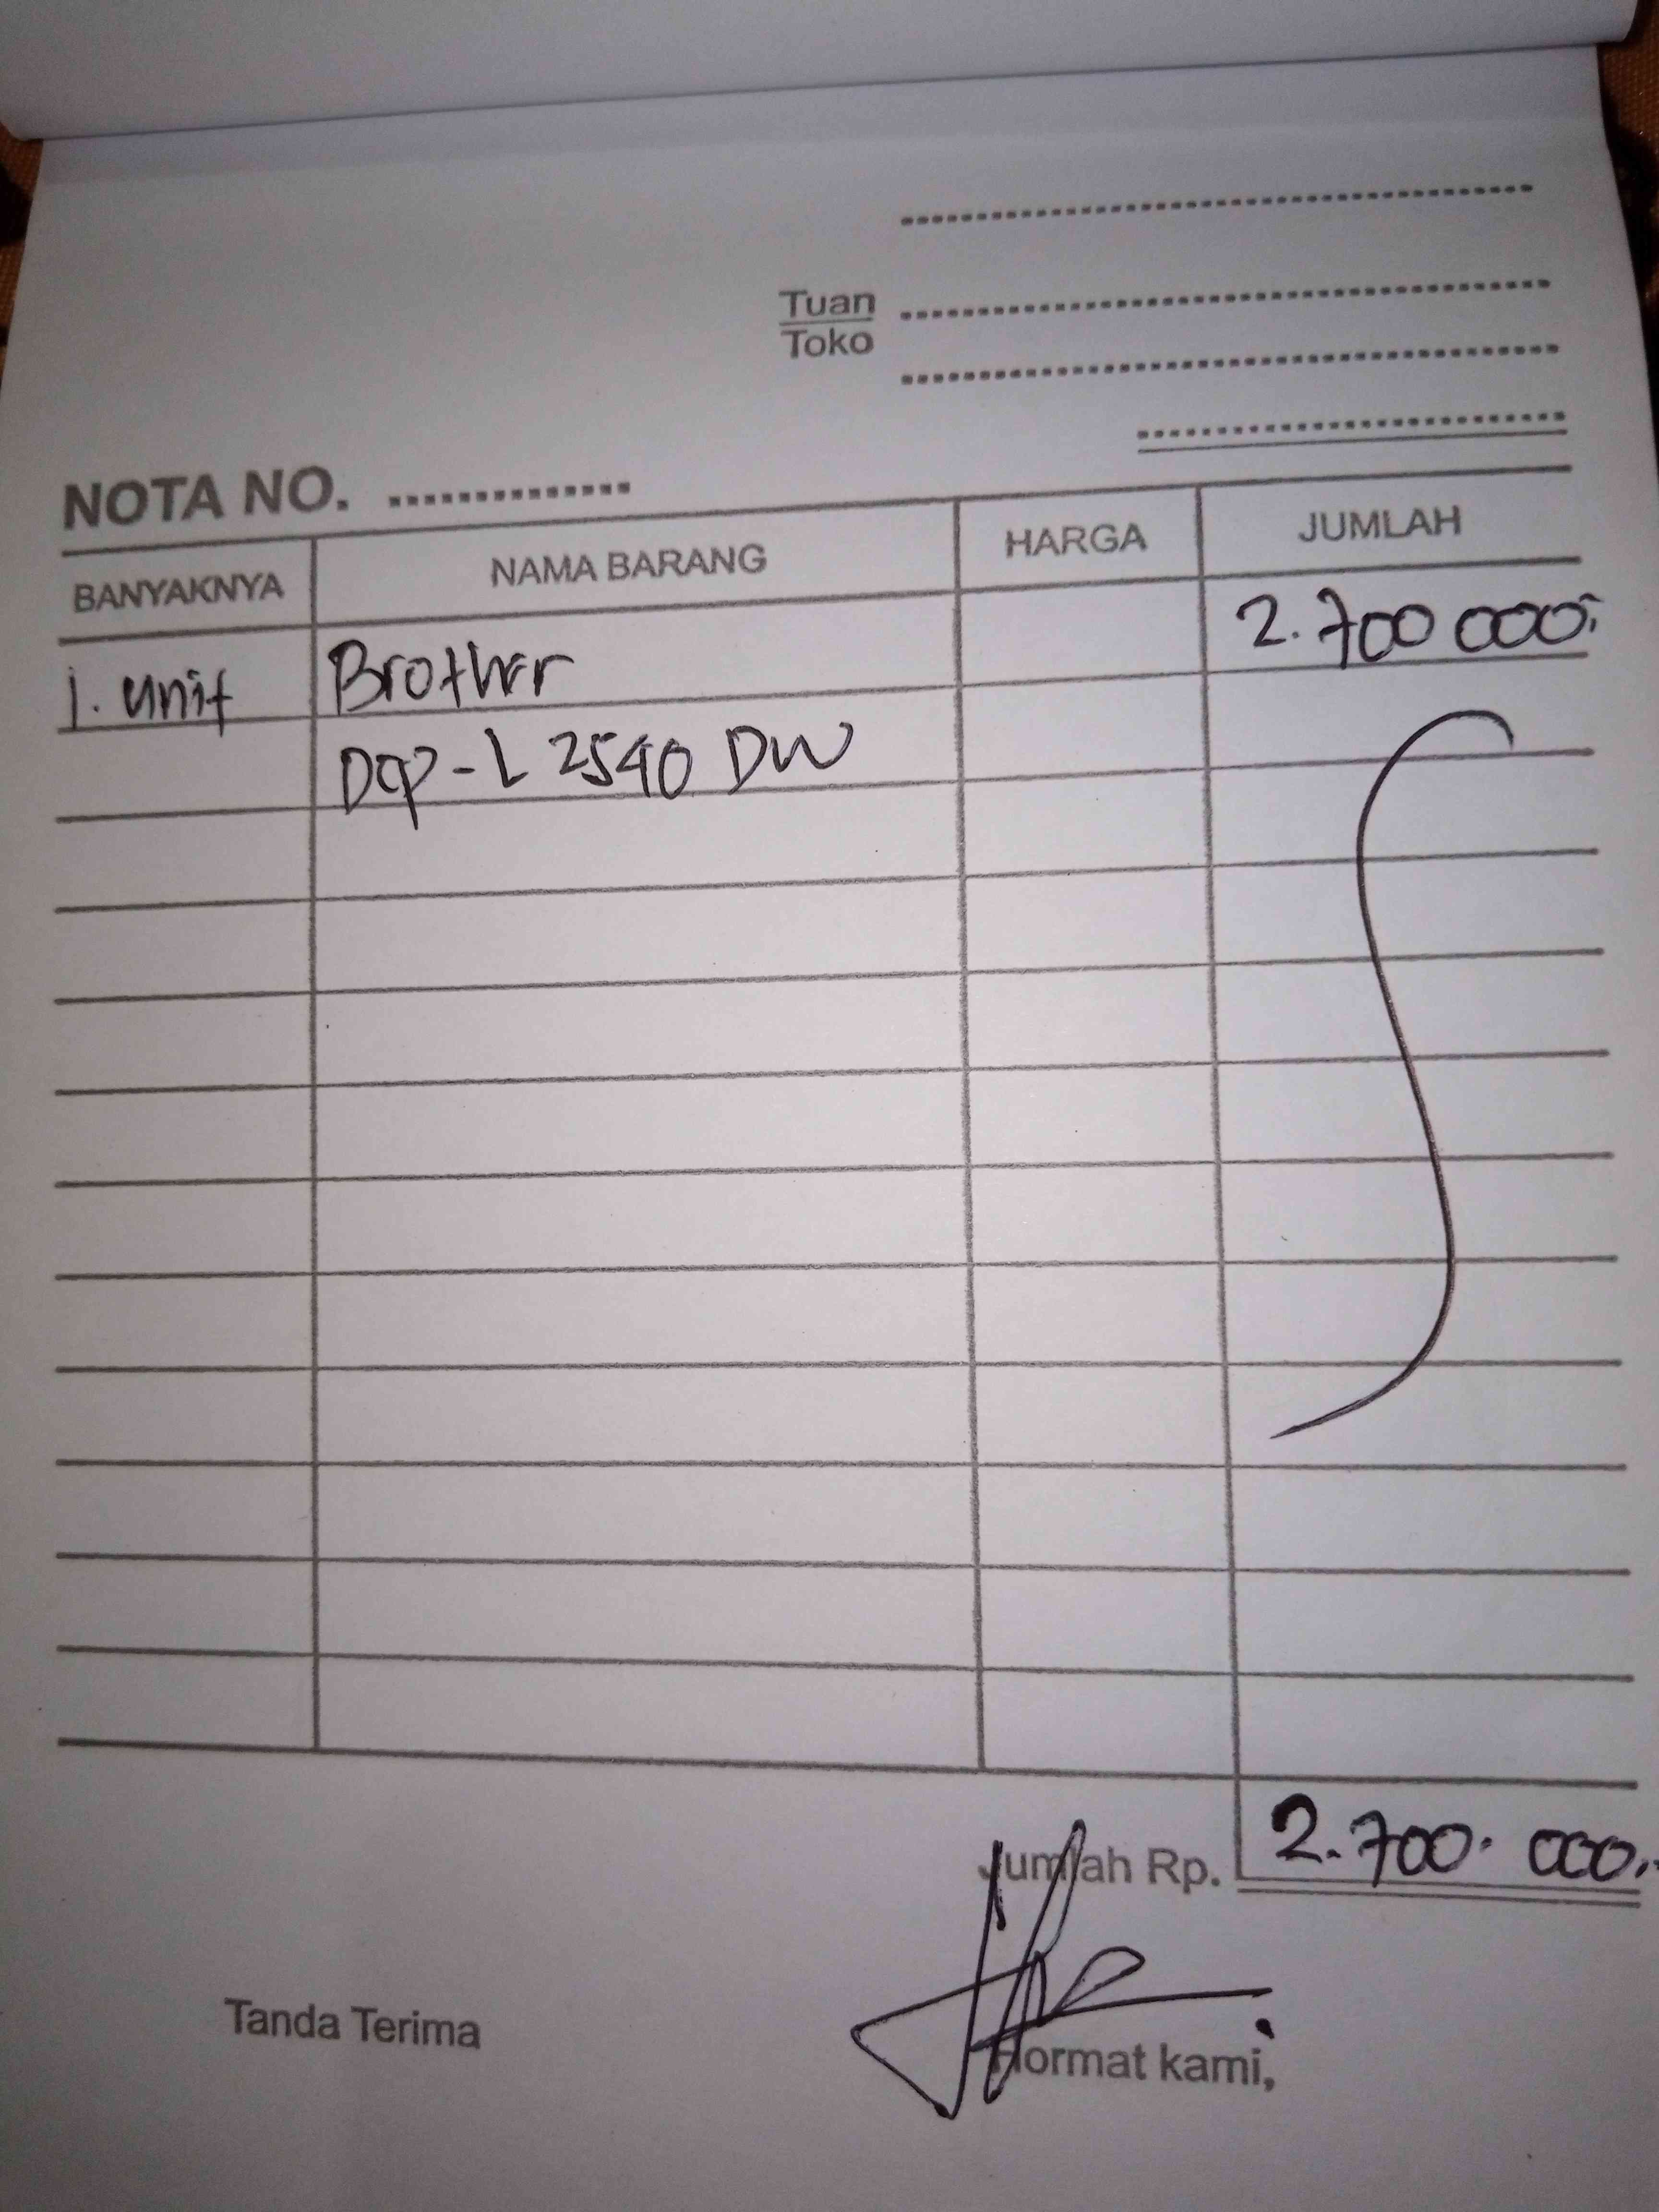 Tuan
Toko
NOTA NO. ..............
BANYAKNYA NAMA BARANG HARGA JUMLAH
1. unit Brother 2.700 000,-
DCP-L 2540 DW
Jumlah Rp. 2.700.000,-
Tanda Terima Hormat kami,